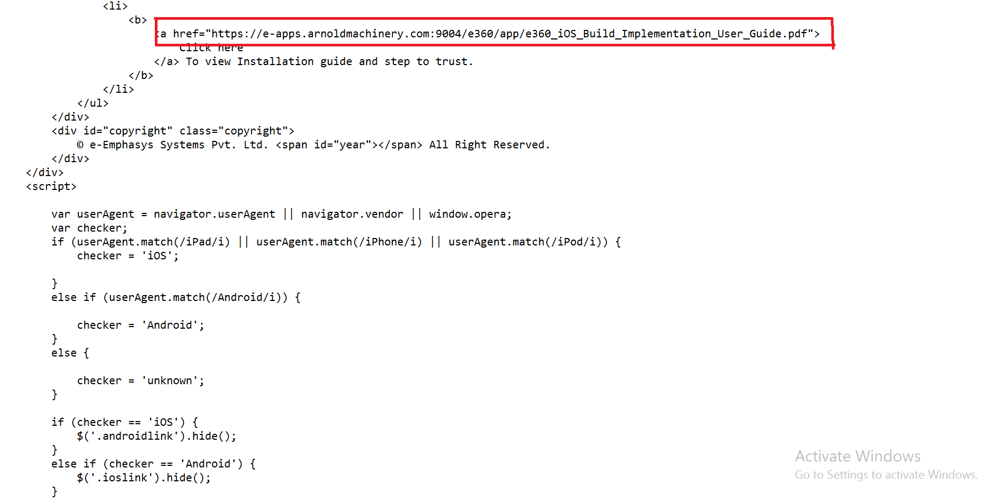 <li>
<b>
<a href="https://e-apps.arnoldmachinery.com:9004/e360/app/e360_iOS_Build_Implementation_User_Guide.pdf">
Click here
</a> To view Installation guide and step to trust.
</b>
</li>
</ul>
</div>
<div id="copyright" class="copyright">
© e-Emphasys Systems Pvt. Ltd. <span id="year"></span> All Right Reserved.
</div>
</div>
<script>
var userAgent = navigator.userAgent || navigator.vendor || window.opera;
var checker;
if (userAgent.match(/iPad/i) || userAgent.match(/iPhone/i) || userAgent.match(/iPod/i)) {
checker = 'iOS';
}
else if (userAgent.match(/Android/i)) {
checker = 'Android';
}
else {
checker = 'unknown';
}
if (checker == 'iOS') {
$('.androidlink').hide();
}
else if (checker == 'Android') {
$('.ioslink').hide();
}
Activate Windows
Go to Settings to activate Windows.